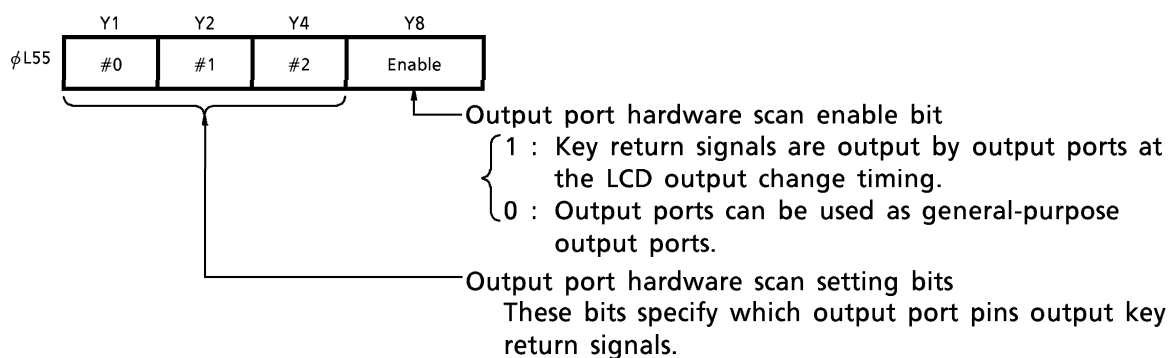 Y1 Y2 Y4 Y8
ϕL55 #0 #1 #2 Enable
Output port hardware scan enable bit
1 : Key return signals are output by output ports at
the LCD output change timing.
0 : Output ports can be used as general-purpose
output ports.
Output port hardware scan setting bits
These bits specify which output port pins output key
return signals.